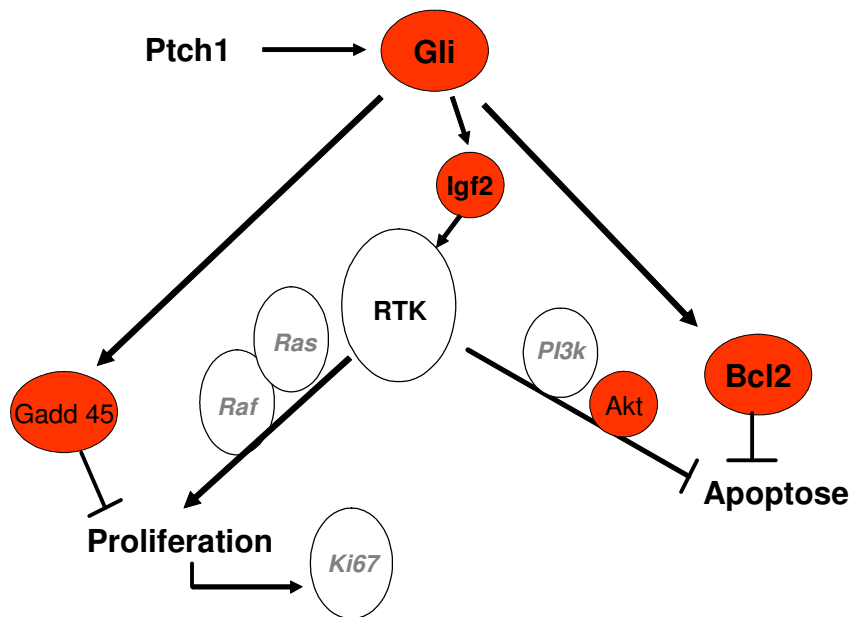 Ptch1
Gli
Igf2
RTK
Ras
Raf
PI3k
Akt
Bcl2
Gadd 45
Apoptose
Proliferation
Ki67